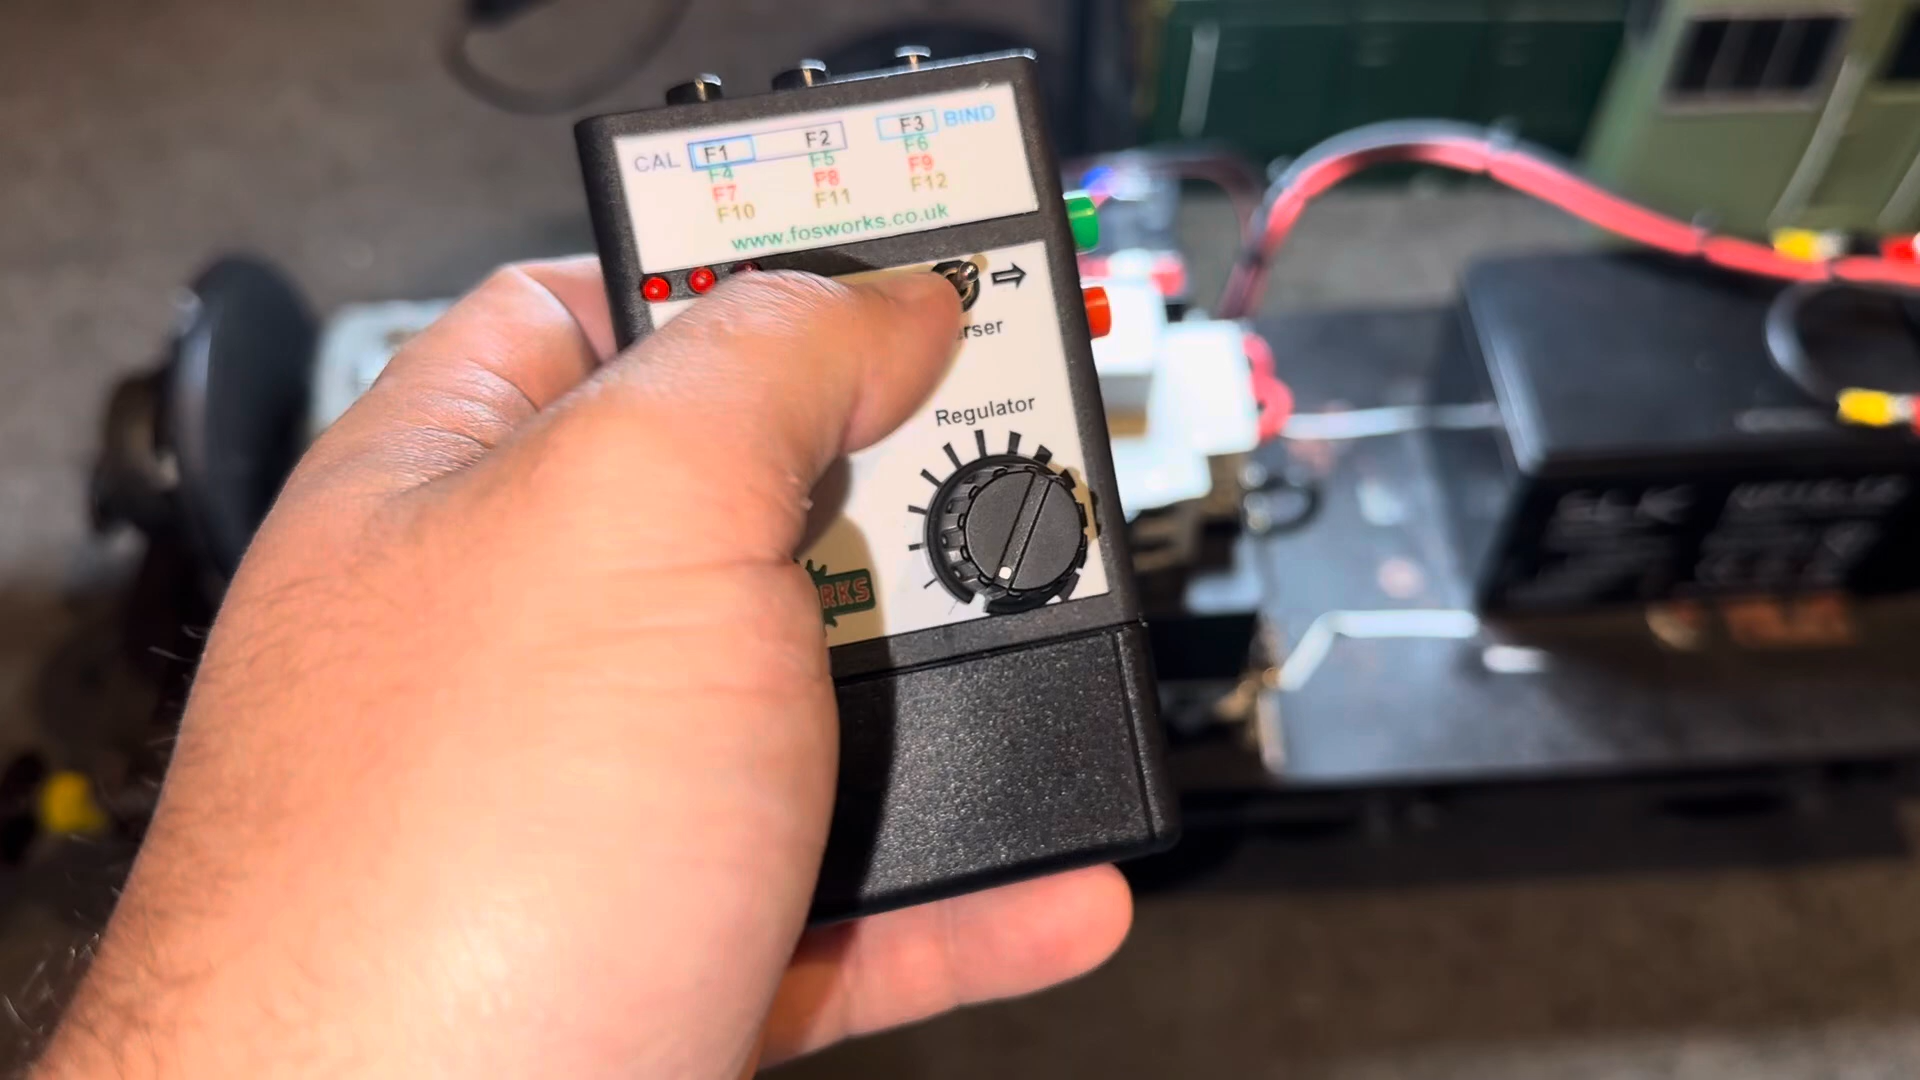 CAL F1 F2 F3 BIND
F4 F5 F6
F7 F8 F9
F10 F11 F12
www.fosworks.co.uk
erser
Regulator
RKS